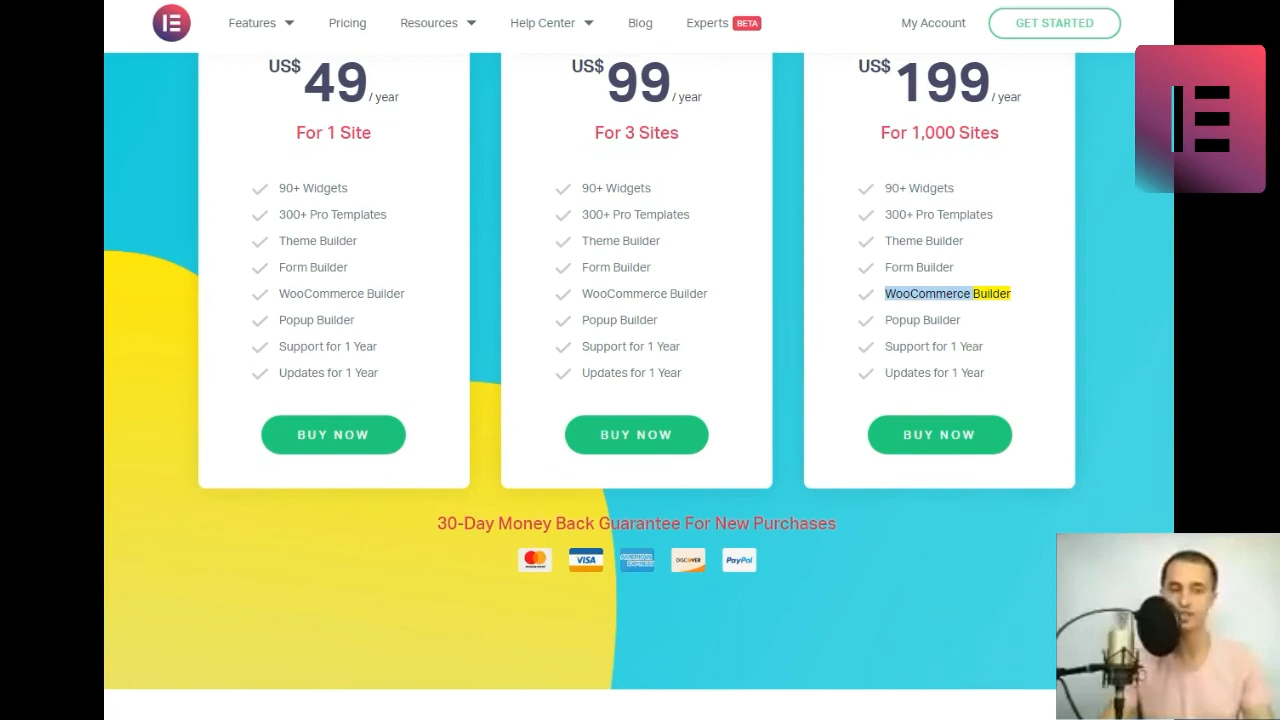 Features Pricing Resources Help Center Blog Experts BETA My Account GET STARTED
US$ 49 / year
For 1 Site
90+ Widgets
300+ Pro Templates
Theme Builder
Form Builder
WooCommerce Builder
Popup Builder
Support for 1 Year
Updates for 1 Year
BUY NOW
US$ 99 / year
For 3 Sites
90+ Widgets
300+ Pro Templates
Theme Builder
Form Builder
WooCommerce Builder
Popup Builder
Support for 1 Year
Updates for 1 Year
BUY NOW
US$ 199 / year
For 1,000 Sites
90+ Widgets
300+ Pro Templates
Theme Builder
Form Builder
WooCommerce Builder
Popup Builder
Support for 1 Year
Updates for 1 Year
BUY NOW
30-Day Money Back Guarantee For New Purchases
VISA AMERICAN EXPRESS DISCOVER PayPal